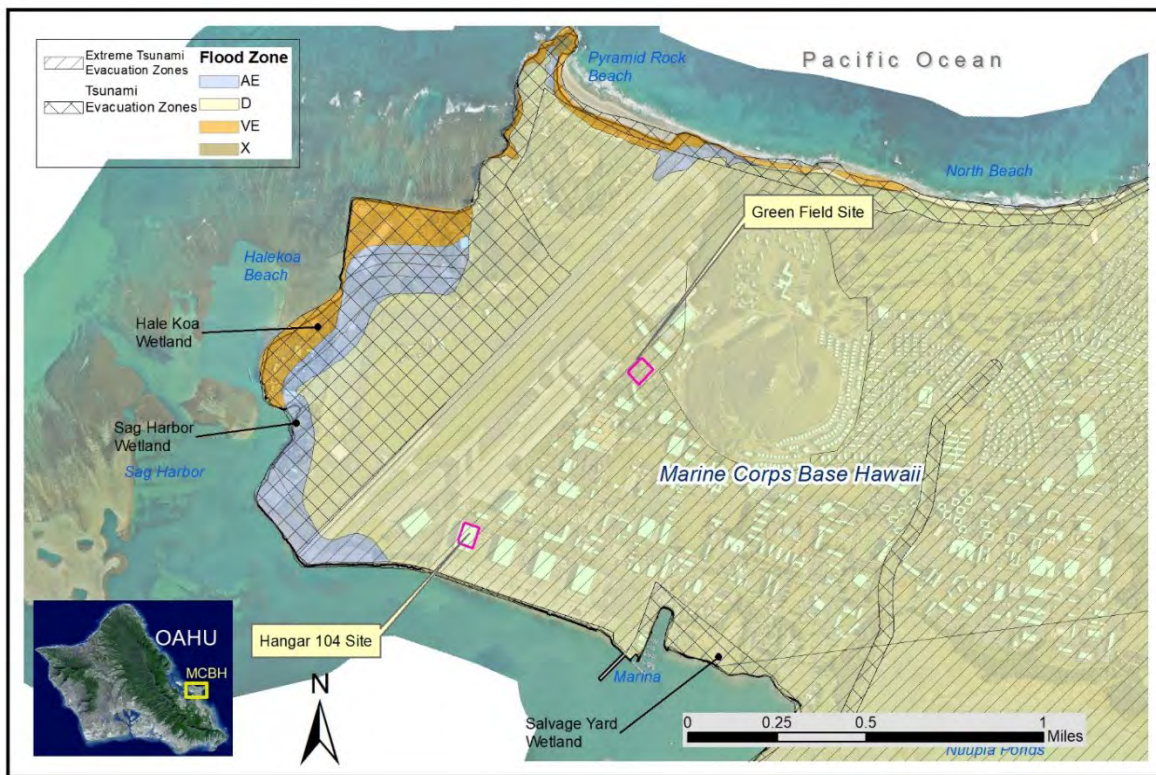 Extreme Tsunami
Evacuation Zones
Tsunami
Evacuation Zones
Flood Zone
AE
D
VE
X
Pyramid Rock
Beach
Pacific Ocean
North Beach
Green Field Site
Halekoa
Beach
Hale Koa
Wetland
Sag Harbor
Wetland
Sag Harbor
Marine Corps Base Hawaii
Hangar 104 Site
OAHU
MCBH
N
Marina
Salvage Yard
Wetland
0 0.25 0.5 1
Miles
Nuupia Ponds